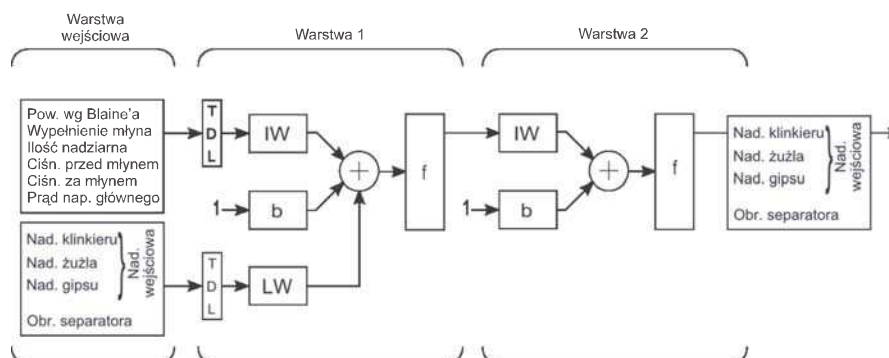 Warstwa
wejściowa
Warstwa 1
Warstwa 2
Pow. wg Blaine'a
Wypełnienie młyna
Ilość nadziarna
Ciśn. przed młynem
Ciśn. za młynem
Prąd nap. głównego
T
D
L
IW
1
b
+
f
IW
1
b
+
f
Nad. klinkieru
Nad. żużla
Nad. gipsu
Nad.
wejściowa
Obr. separatora
Nad. klinkieru
Nad. żużla
Nad. gipsu
Nad.
wejściowa
Obr. separatora
T
D
L
LW